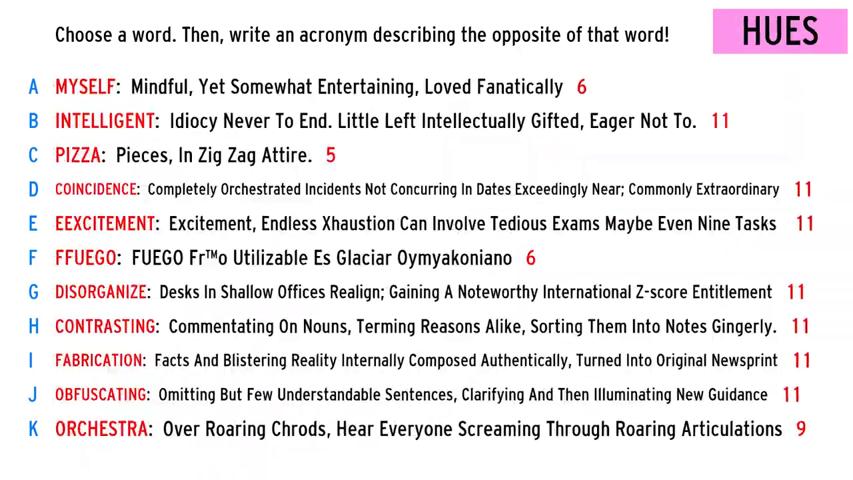 Choose a word. Then, write an acronym describing the opposite of that word!
HUES
A MYSELF: Mindful, Yet Somewhat Entertaining, Loved Fanatically 6
B INTELLIGENT: Idiocy Never To End. Little Left Intellectually Gifted, Eager Not To. 11
C PIZZA: Pieces, In Zig Zag Attire. 5
D COINCIDENCE: Completely Orchestrated Incidents Not Concurring In Dates Exceedingly Near; Commonly Extraordinary 11
E EEXCITEMENT: Excitement, Endless Xhaustion Can Involve Tedious Exams Maybe Even Nine Tasks 11
F FFUEGO: FUEGO Fr™o Utilizable Es Glaciar Oymyakoniano 6
G DISORGANIZE: Desks In Shallow Offices Realign; Gaining A Noteworthy International Z-score Entitlement 11
H CONTRASTING: Commentating On Nouns, Terming Reasons Alike, Sorting Them Into Notes Gingerly. 11
I FABRICATION: Facts And Blistering Reality Internally Composed Authentically, Turned Into Original Newsprint 11
J OBFUSCATING: Omitting But Few Understandable Sentences, Clarifying And Then Illuminating New Guidance 11
K ORCHESTRA: Over Roaring Chrods, Hear Everyone Screaming Through Roaring Articulations 9